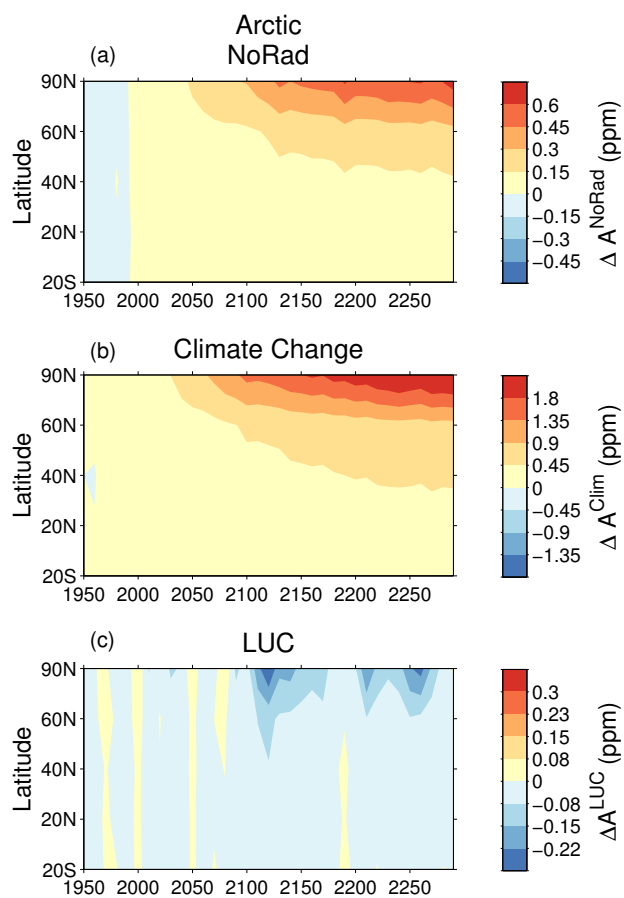 Arctic
(a) NoRad
90N
60N
40N
20N
20S
Latitude
1950 2000 2050 2100 2150 2200 2250
0.6
0.45
0.3
0.15
0
−0.15
−0.3
−0.45
Δ A^NoRad (ppm)
(b) Climate Change
90N
60N
40N
20N
20S
Latitude
1950 2000 2050 2100 2150 2200 2250
1.8
1.35
0.9
0.45
0
−0.45
−0.9
−1.35
Δ A^Clim (ppm)
(c) LUC
90N
60N
40N
20N
20S
Latitude
1950 2000 2050 2100 2150 2200 2250
0.3
0.23
0.15
0.08
0
−0.08
−0.15
−0.22
ΔA^LUC (ppm)